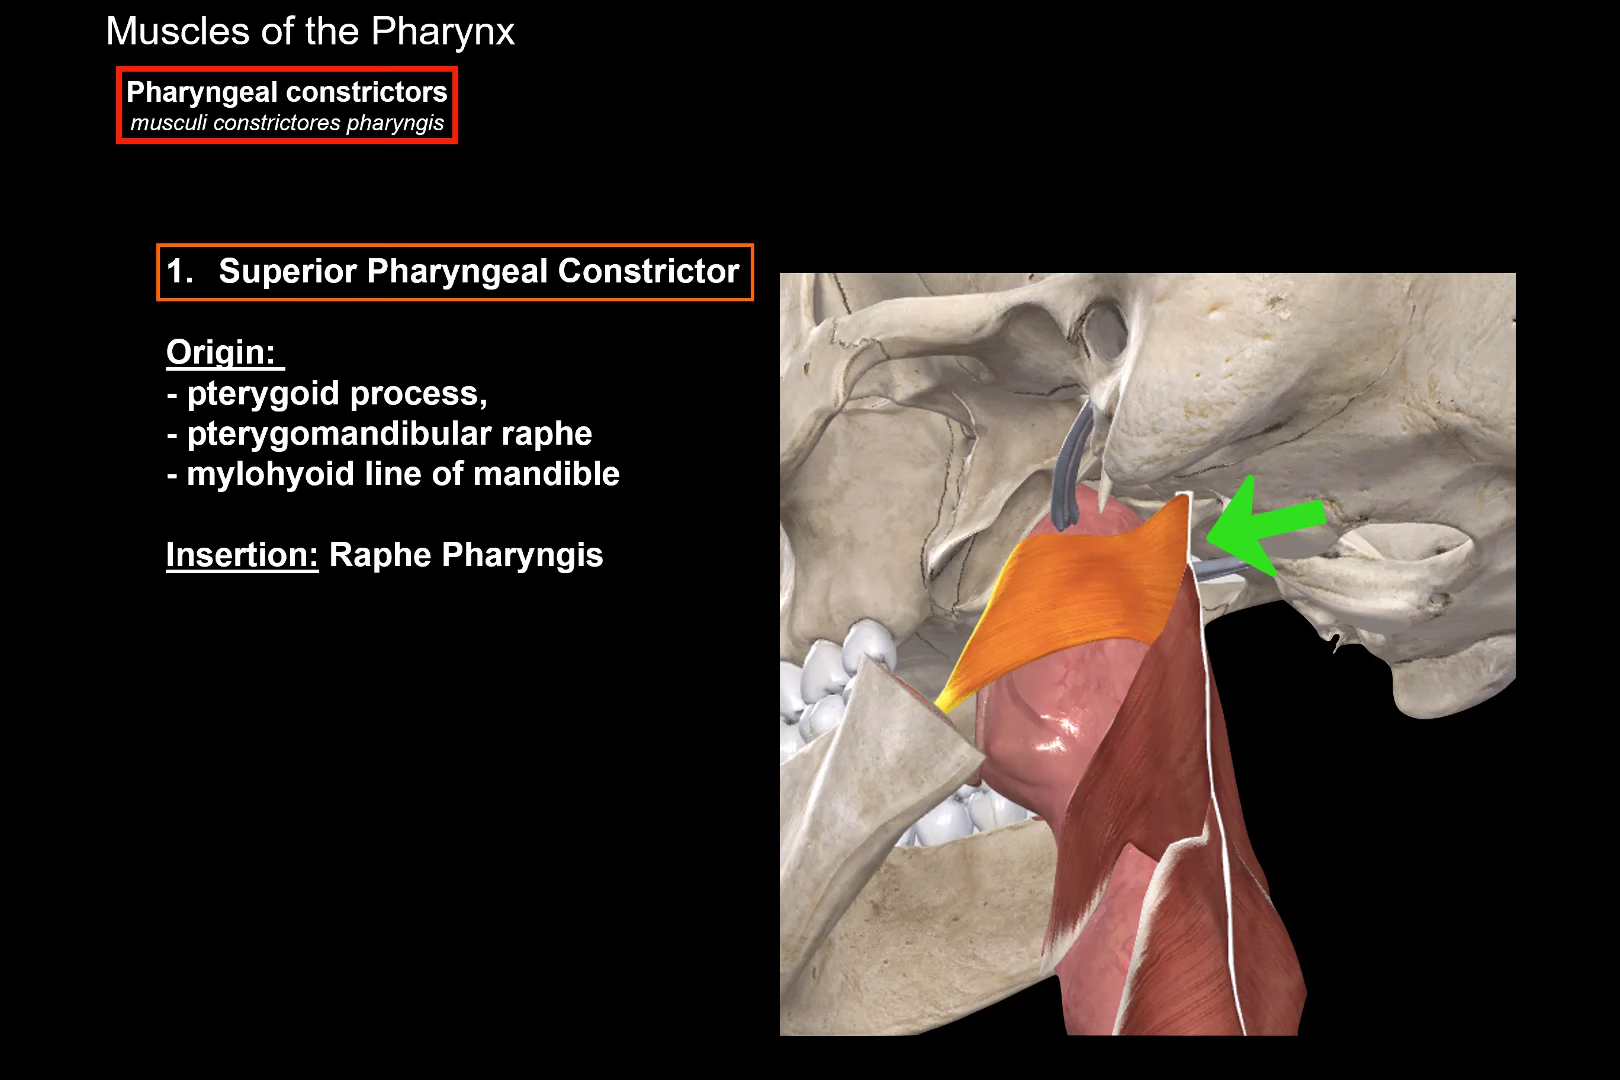 Muscles of the Pharynx
Pharyngeal constrictors
musculi constrictores pharyngis
1. Superior Pharyngeal Constrictor
Origin:
- pterygoid process,
- pterygomandibular raphe
- mylohyoid line of mandible
Insertion: Raphe Pharyngis